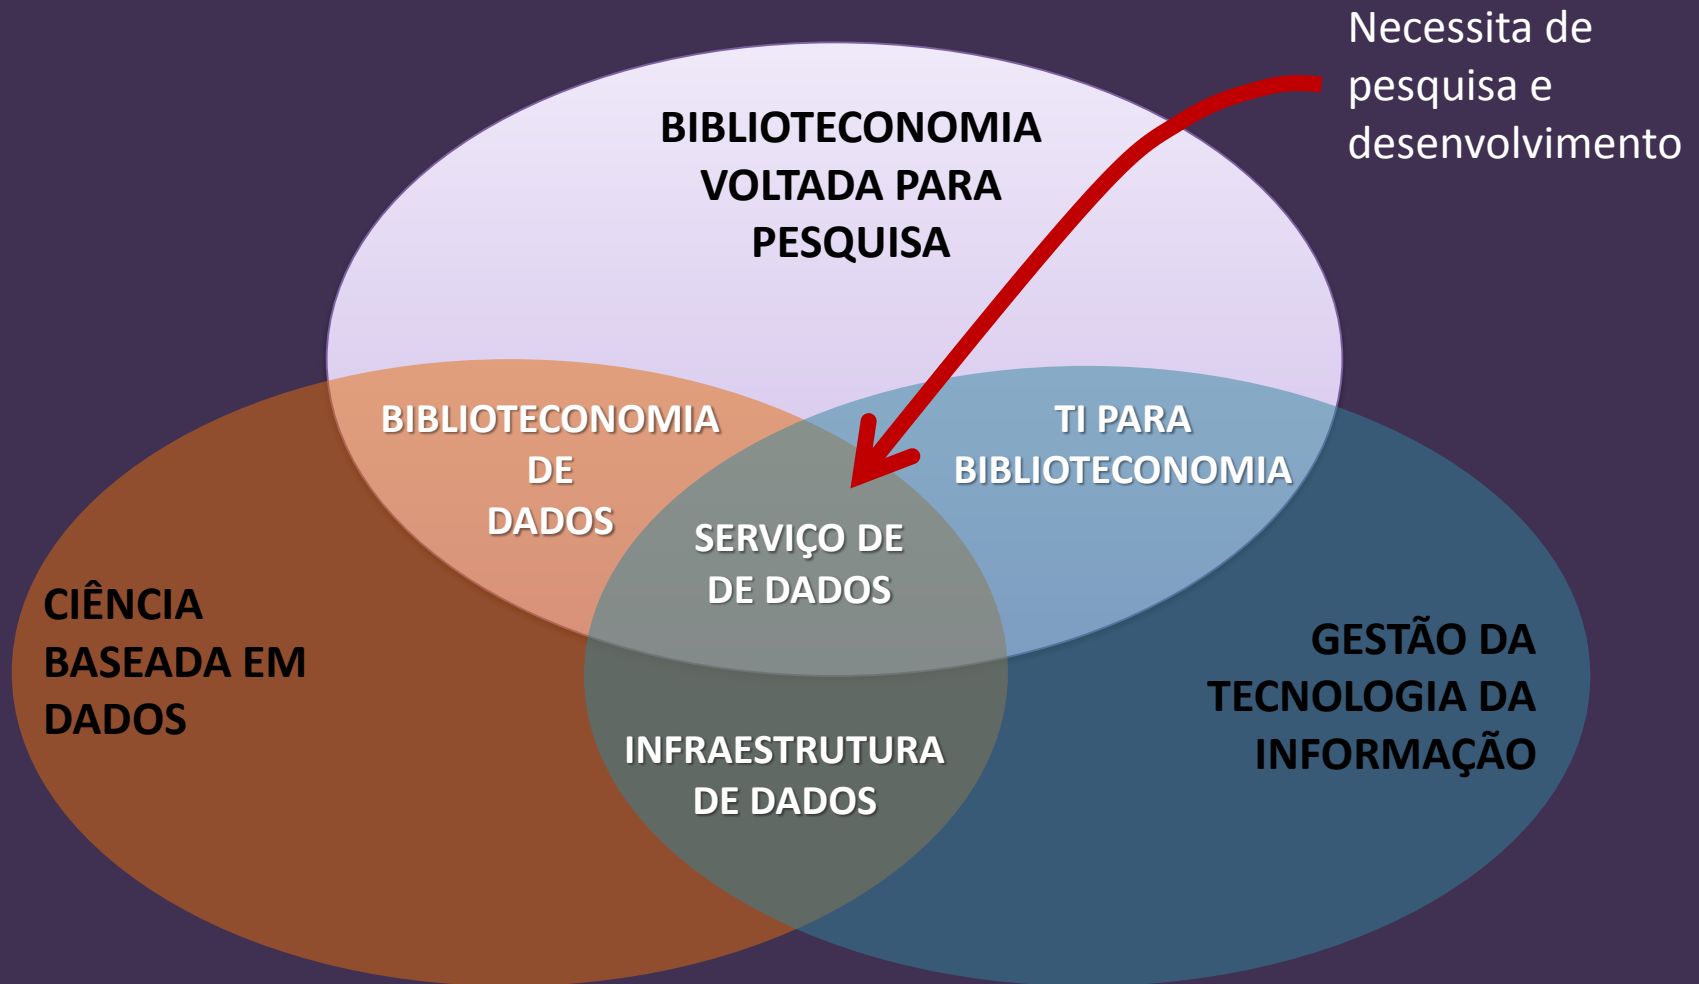 Necessita de
pesquisa e
desenvolvimento
BIBLIOTECONOMIA
VOLTADA PARA
PESQUISA
BIBLIOTECONOMIA
DE
DADOS
TI PARA
BIBLIOTECONOMIA
SERVIÇO DE
DE DADOS
CIÊNCIA
BASEADA EM
DADOS
GESTÃO DA
TECNOLOGIA DA
INFORMAÇÃO
INFRAESTRUTURA
DE DADOS